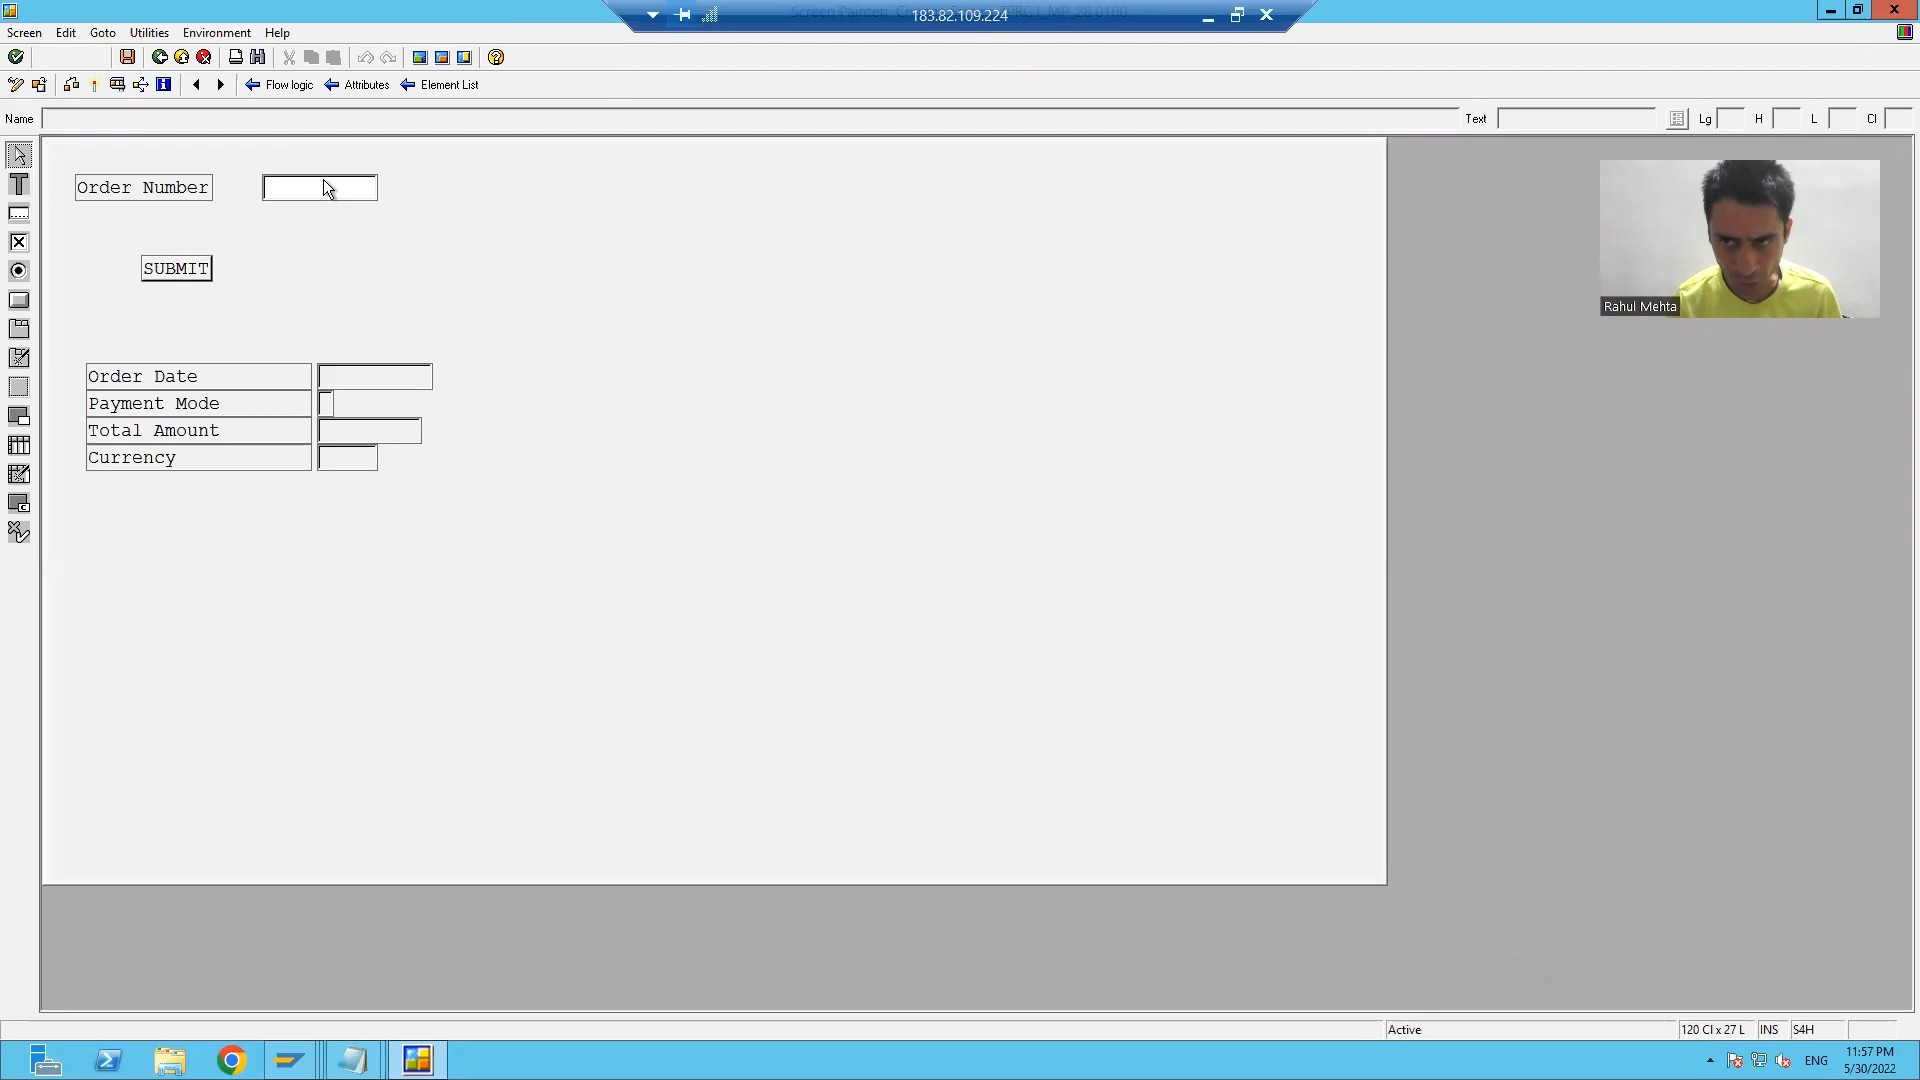 183.82.109.224
Screen Edit Goto Utilities Environment Help
Flow logic Attributes Element List
Name Text Lg H L Cl
Order Number
Rahul Mehta
SUBMIT
Order Date
Payment Mode
Total Amount
Currency
Active 120 Cl x 27 L INS S4H
ENG 11:57 PM
5/30/2022